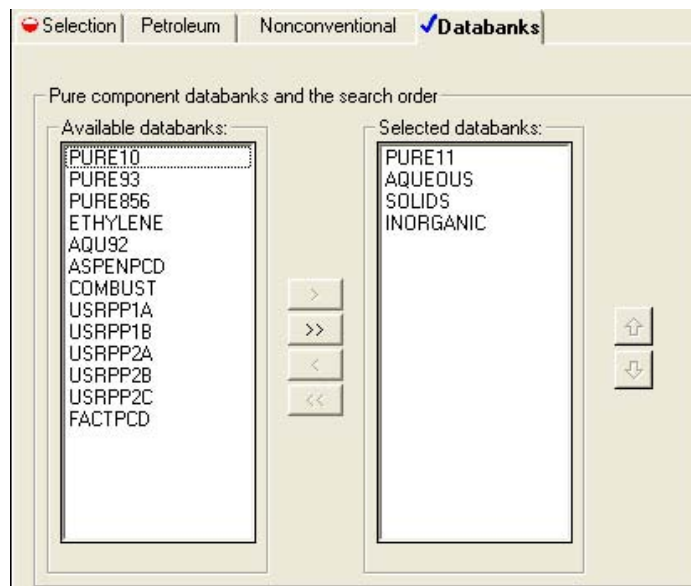 Selection Petroleum Nonconventional Databanks
Pure component databanks and the search order
Available databanks:
PURE10
PURE93
PURE856
ETHYLENE
AQU92
ASPENPCD
COMBUST
USRPP1A
USRPP1B
USRPP2A
USRPP2B
USRPP2C
FACTPCD
>
>>
<
<<
Selected databanks:
PURE11
AQUEOUS
SOLIDS
INORGANIC